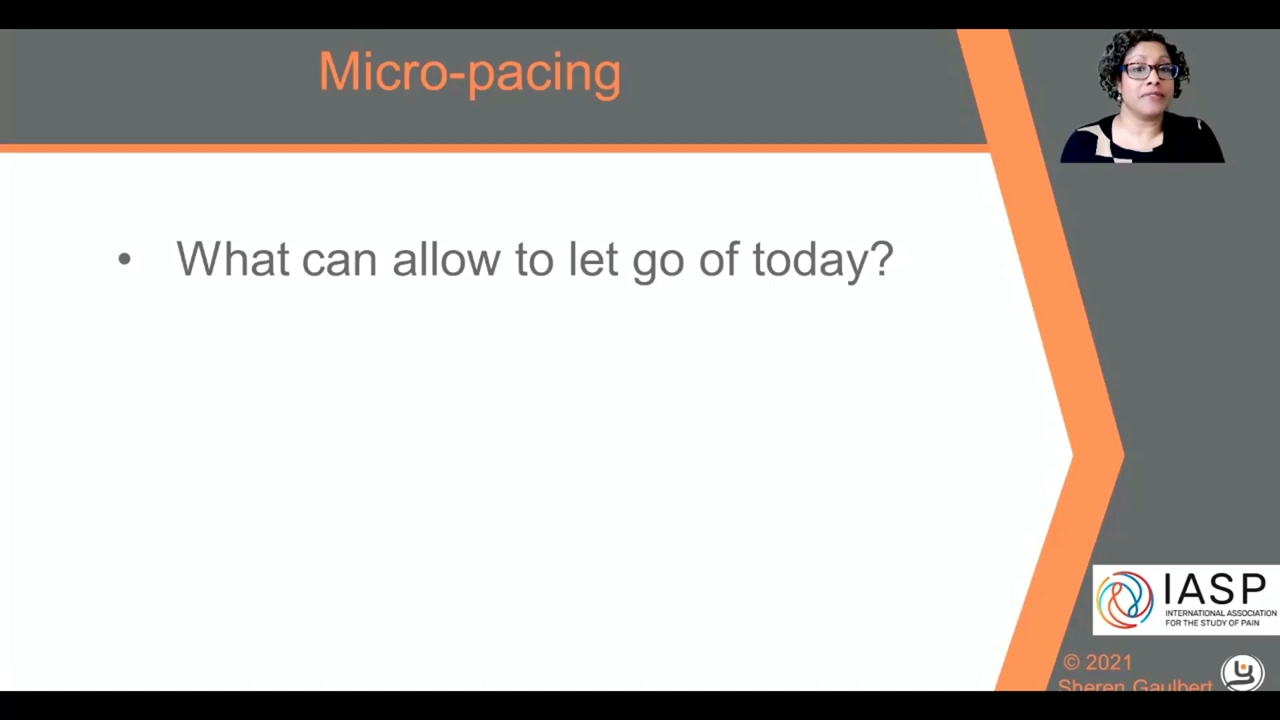 Micro-pacing
• What can allow to let go of today?
IASP
INTERNATIONAL ASSOCIATION
FOR THE STUDY OF PAIN
© 2021
Sheren Gaulbert